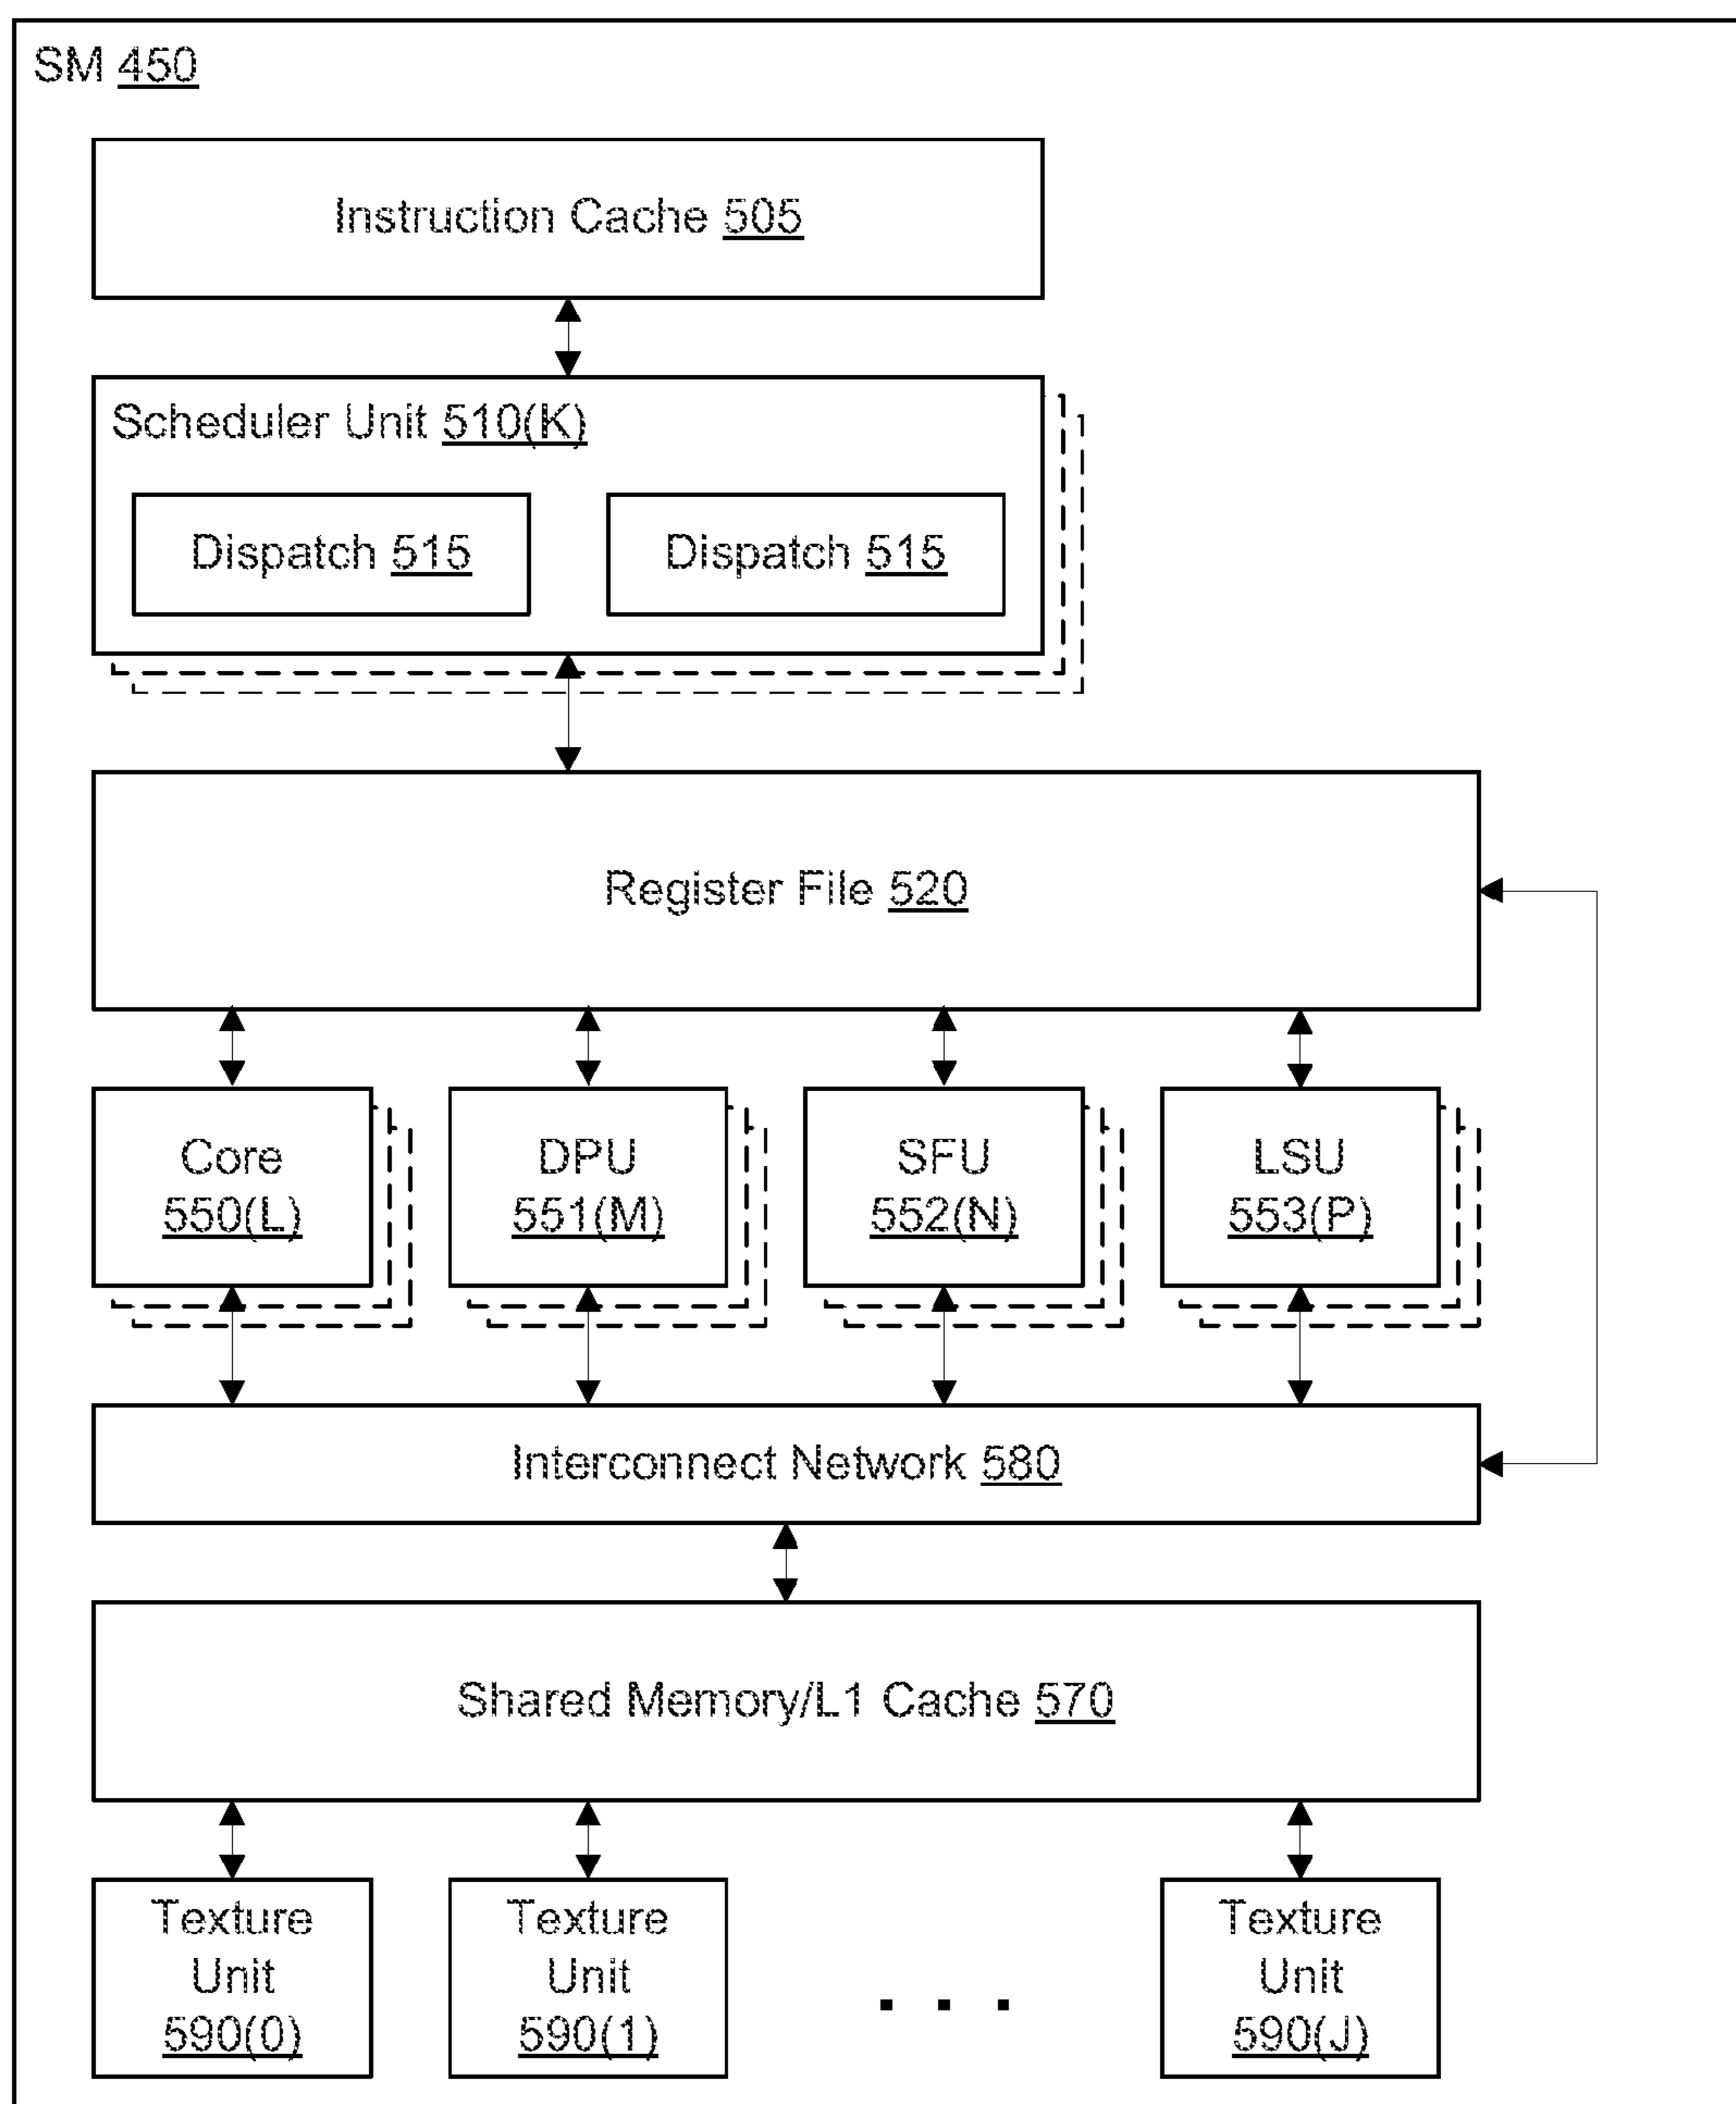 SM 450
Instruction Cache 505
Scheduler Unit 510(K)
Dispatch 515
Dispatch 515
Register File 520
Core
550(L)
DPU
551(M)
SFU
552(N)
LSU
553(P)
Interconnect Network 580
Shared Memory/L1 Cache 570
Texture
Unit
590(0)
Texture
Unit
590(1)
. . .
Texture
Unit
590(J)